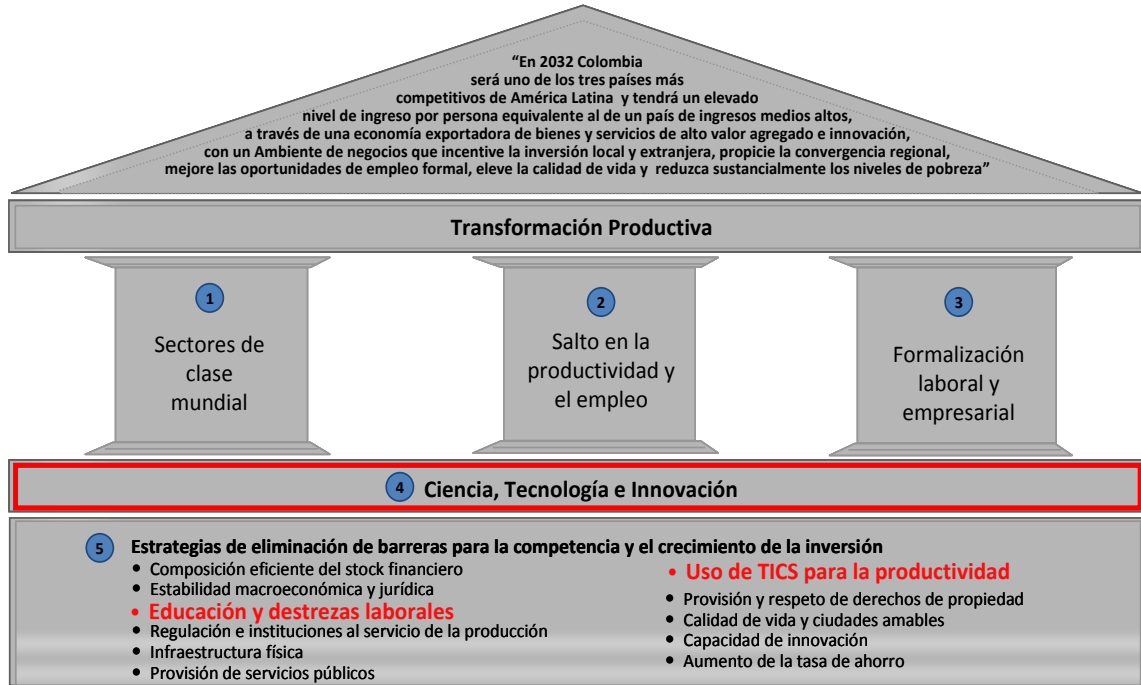 “En 2032 Colombia
será uno de los tres países más
competitivos de América Latina y tendrá un elevado
nivel de ingreso por persona equivalente al de un país de ingresos medios altos,
a través de una economía exportadora de bienes y servicios de alto valor agregado e innovación,
con un Ambiente de negocios que incentive la inversión local y extranjera, propicie la convergencia regional,
mejore las oportunidades de empleo formal, eleve la calidad de vida y reduzca sustancialmente los niveles de pobreza”
Transformación Productiva
1
Sectores de
clase
mundial
2
Salto en la
productividad y
el empleo
3
Formalización
laboral y
empresarial
4 Ciencia, Tecnología e Innovación
5 Estrategias de eliminación de barreras para la competencia y el crecimiento de la inversión
• Composición eficiente del stock financiero
• Estabilidad macroeconómica y jurídica
• Educación y destrezas laborales
• Regulación e instituciones al servicio de la producción
• Infraestructura física
• Provisión de servicios públicos
• Uso de TICS para la productividad
• Provisión y respeto de derechos de propiedad
• Calidad de vida y ciudades amables
• Capacidad de innovación
• Aumento de la tasa de ahorro